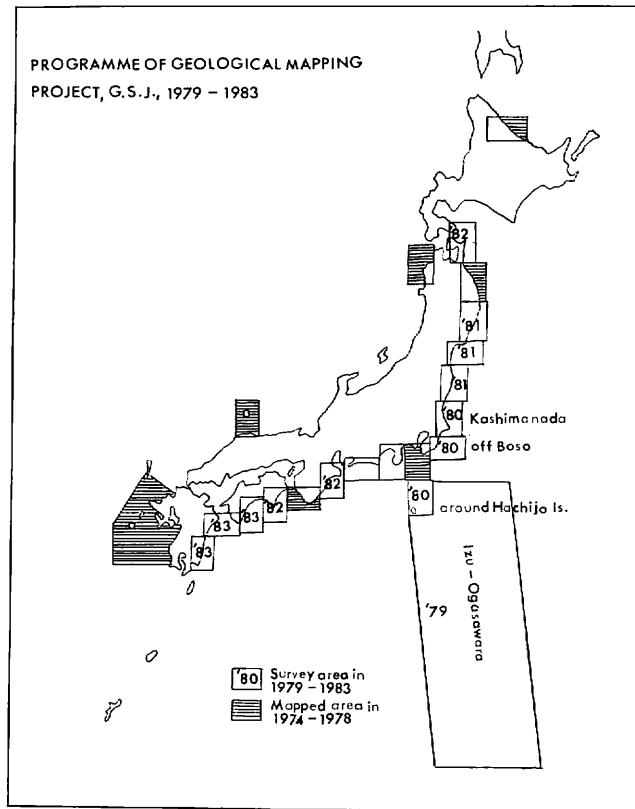 PROGRAMME OF GEOLOGICAL MAPPING
PROJECT, G.S.J., 1979 – 1983
'82
'81
'81
'81
'80 Kashimanada
'80 off Boso
'82
'80 around Hachijo Is.
'82
'83
'83
'83
'79
Izu – Ogasawara
'80 Survey area in
1979 – 1983
Mapped area in
1974 – 1978